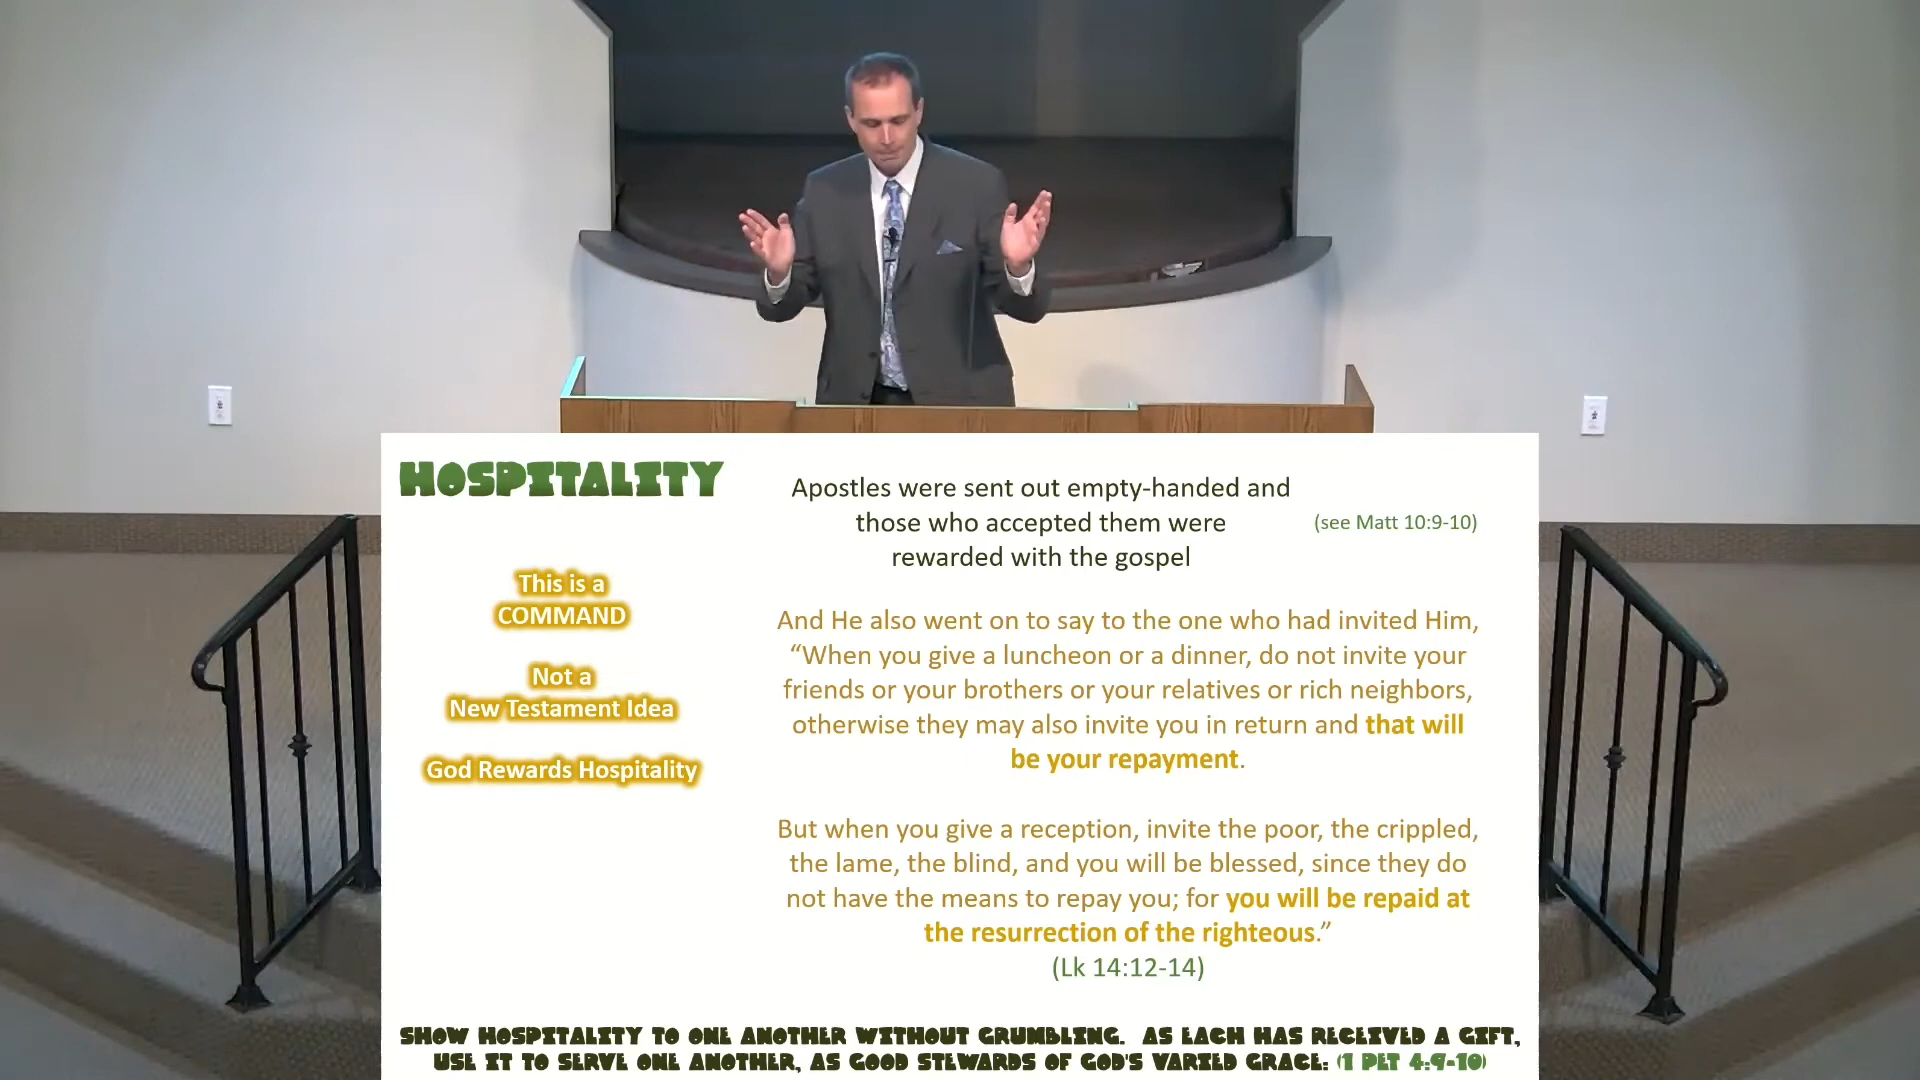 HOSPITALITY
This is a
COMMAND
Not a
New Testament Idea
God Rewards Hospitality
Apostles were sent out empty-handed and
those who accepted them were
rewarded with the gospel
(see Matt 10:9-10)
And He also went on to say to the one who had invited Him,
“When you give a luncheon or a dinner, do not invite your
friends or your brothers or your relatives or rich neighbors,
otherwise they may also invite you in return and that will
be your repayment.
But when you give a reception, invite the poor, the crippled,
the lame, the blind, and you will be blessed, since they do
not have the means to repay you; for you will be repaid at
the resurrection of the righteous.”
(Lk 14:12-14)
SHOW HOSPITALITY TO ONE ANOTHER WITHOUT GRUMBLING. AS EACH HAS RECEIVED A GIFT,
USE IT TO SERVE ONE ANOTHER, AS GOOD STEWARDS OF GOD'S VARIED GRACE: (1 PET 4:9-10)